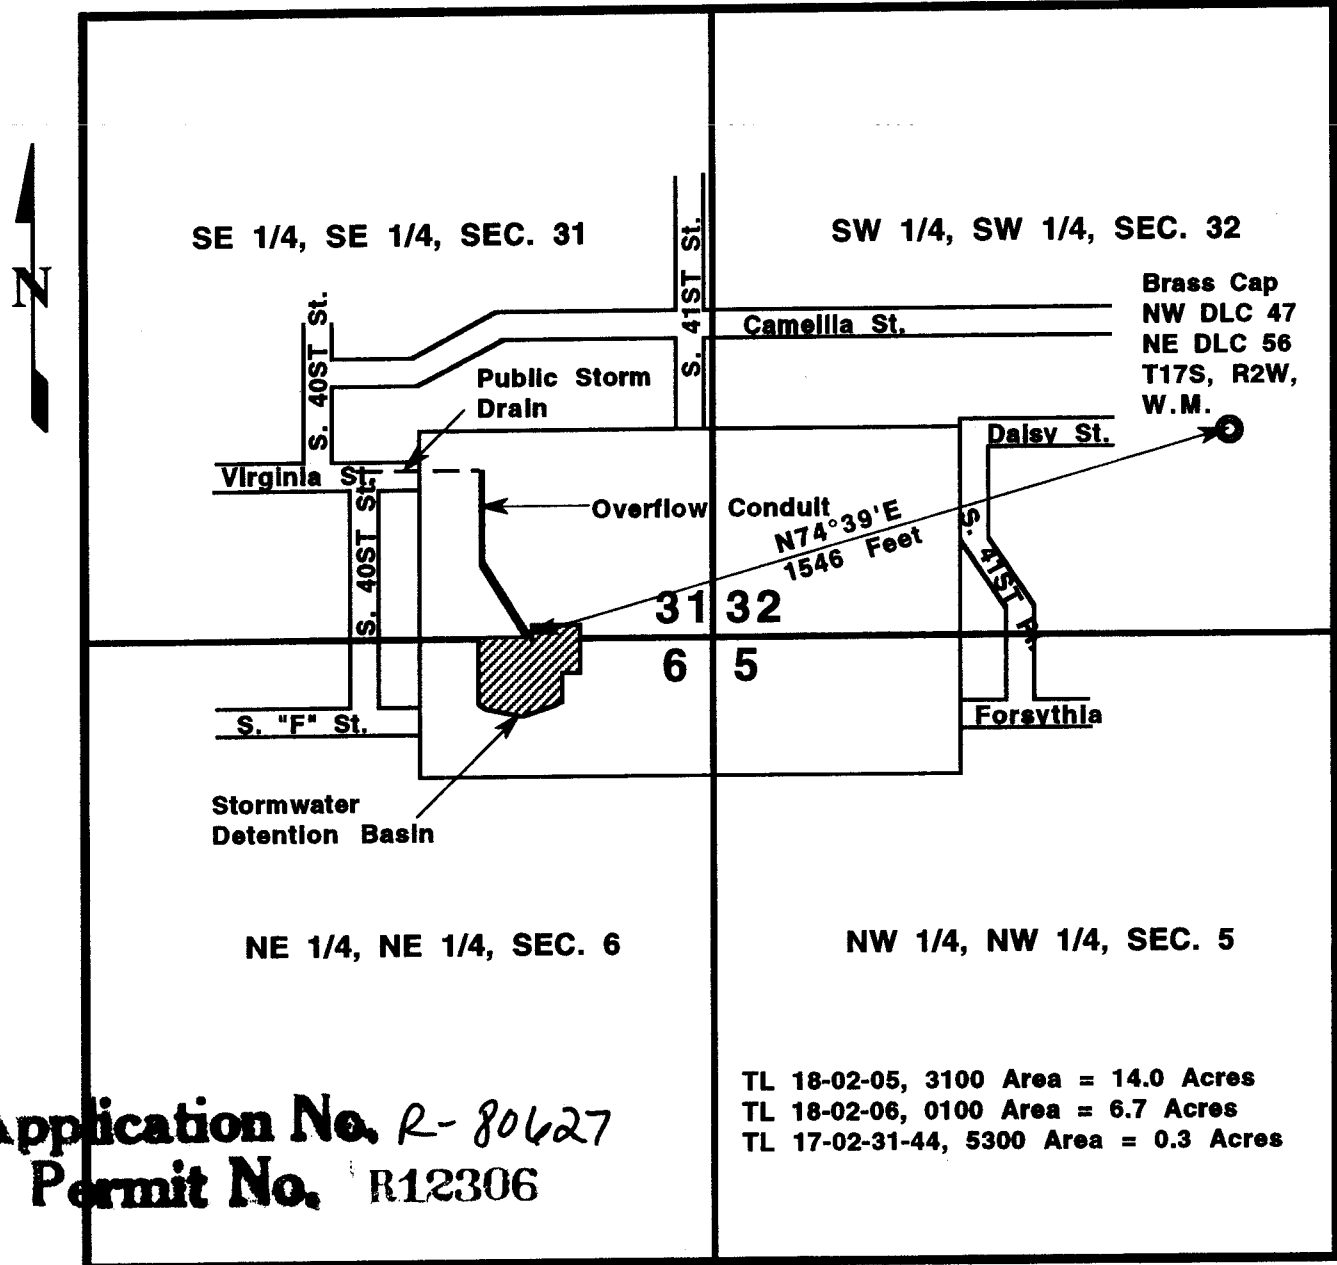 SE 1/4, SE 1/4, SEC. 31
SW 1/4, SW 1/4, SEC. 32
N
Brass Cap
NW DLC 47
NE DLC 56
T17S, R2W,
W.M.
S. 40ST St.
S. 41ST St.
Camellia St.
Public Storm
Drain
Daisy St.
Virginia St.
S. 40ST St.
Overflow Conduit
N74°39'E
1546 Feet
S. 41ST Pl.
31 32
6 5
S. "F" St.
Forsythia
Stormwater
Detention Basin
NE 1/4, NE 1/4, SEC. 6
NW 1/4, NW 1/4, SEC. 5
TL 18-02-05, 3100 Area = 14.0 Acres
TL 18-02-06, 0100 Area = 6.7 Acres
TL 17-02-31-44, 5300 Area = 0.3 Acres
Application No. R-80627
Permit No. R12306